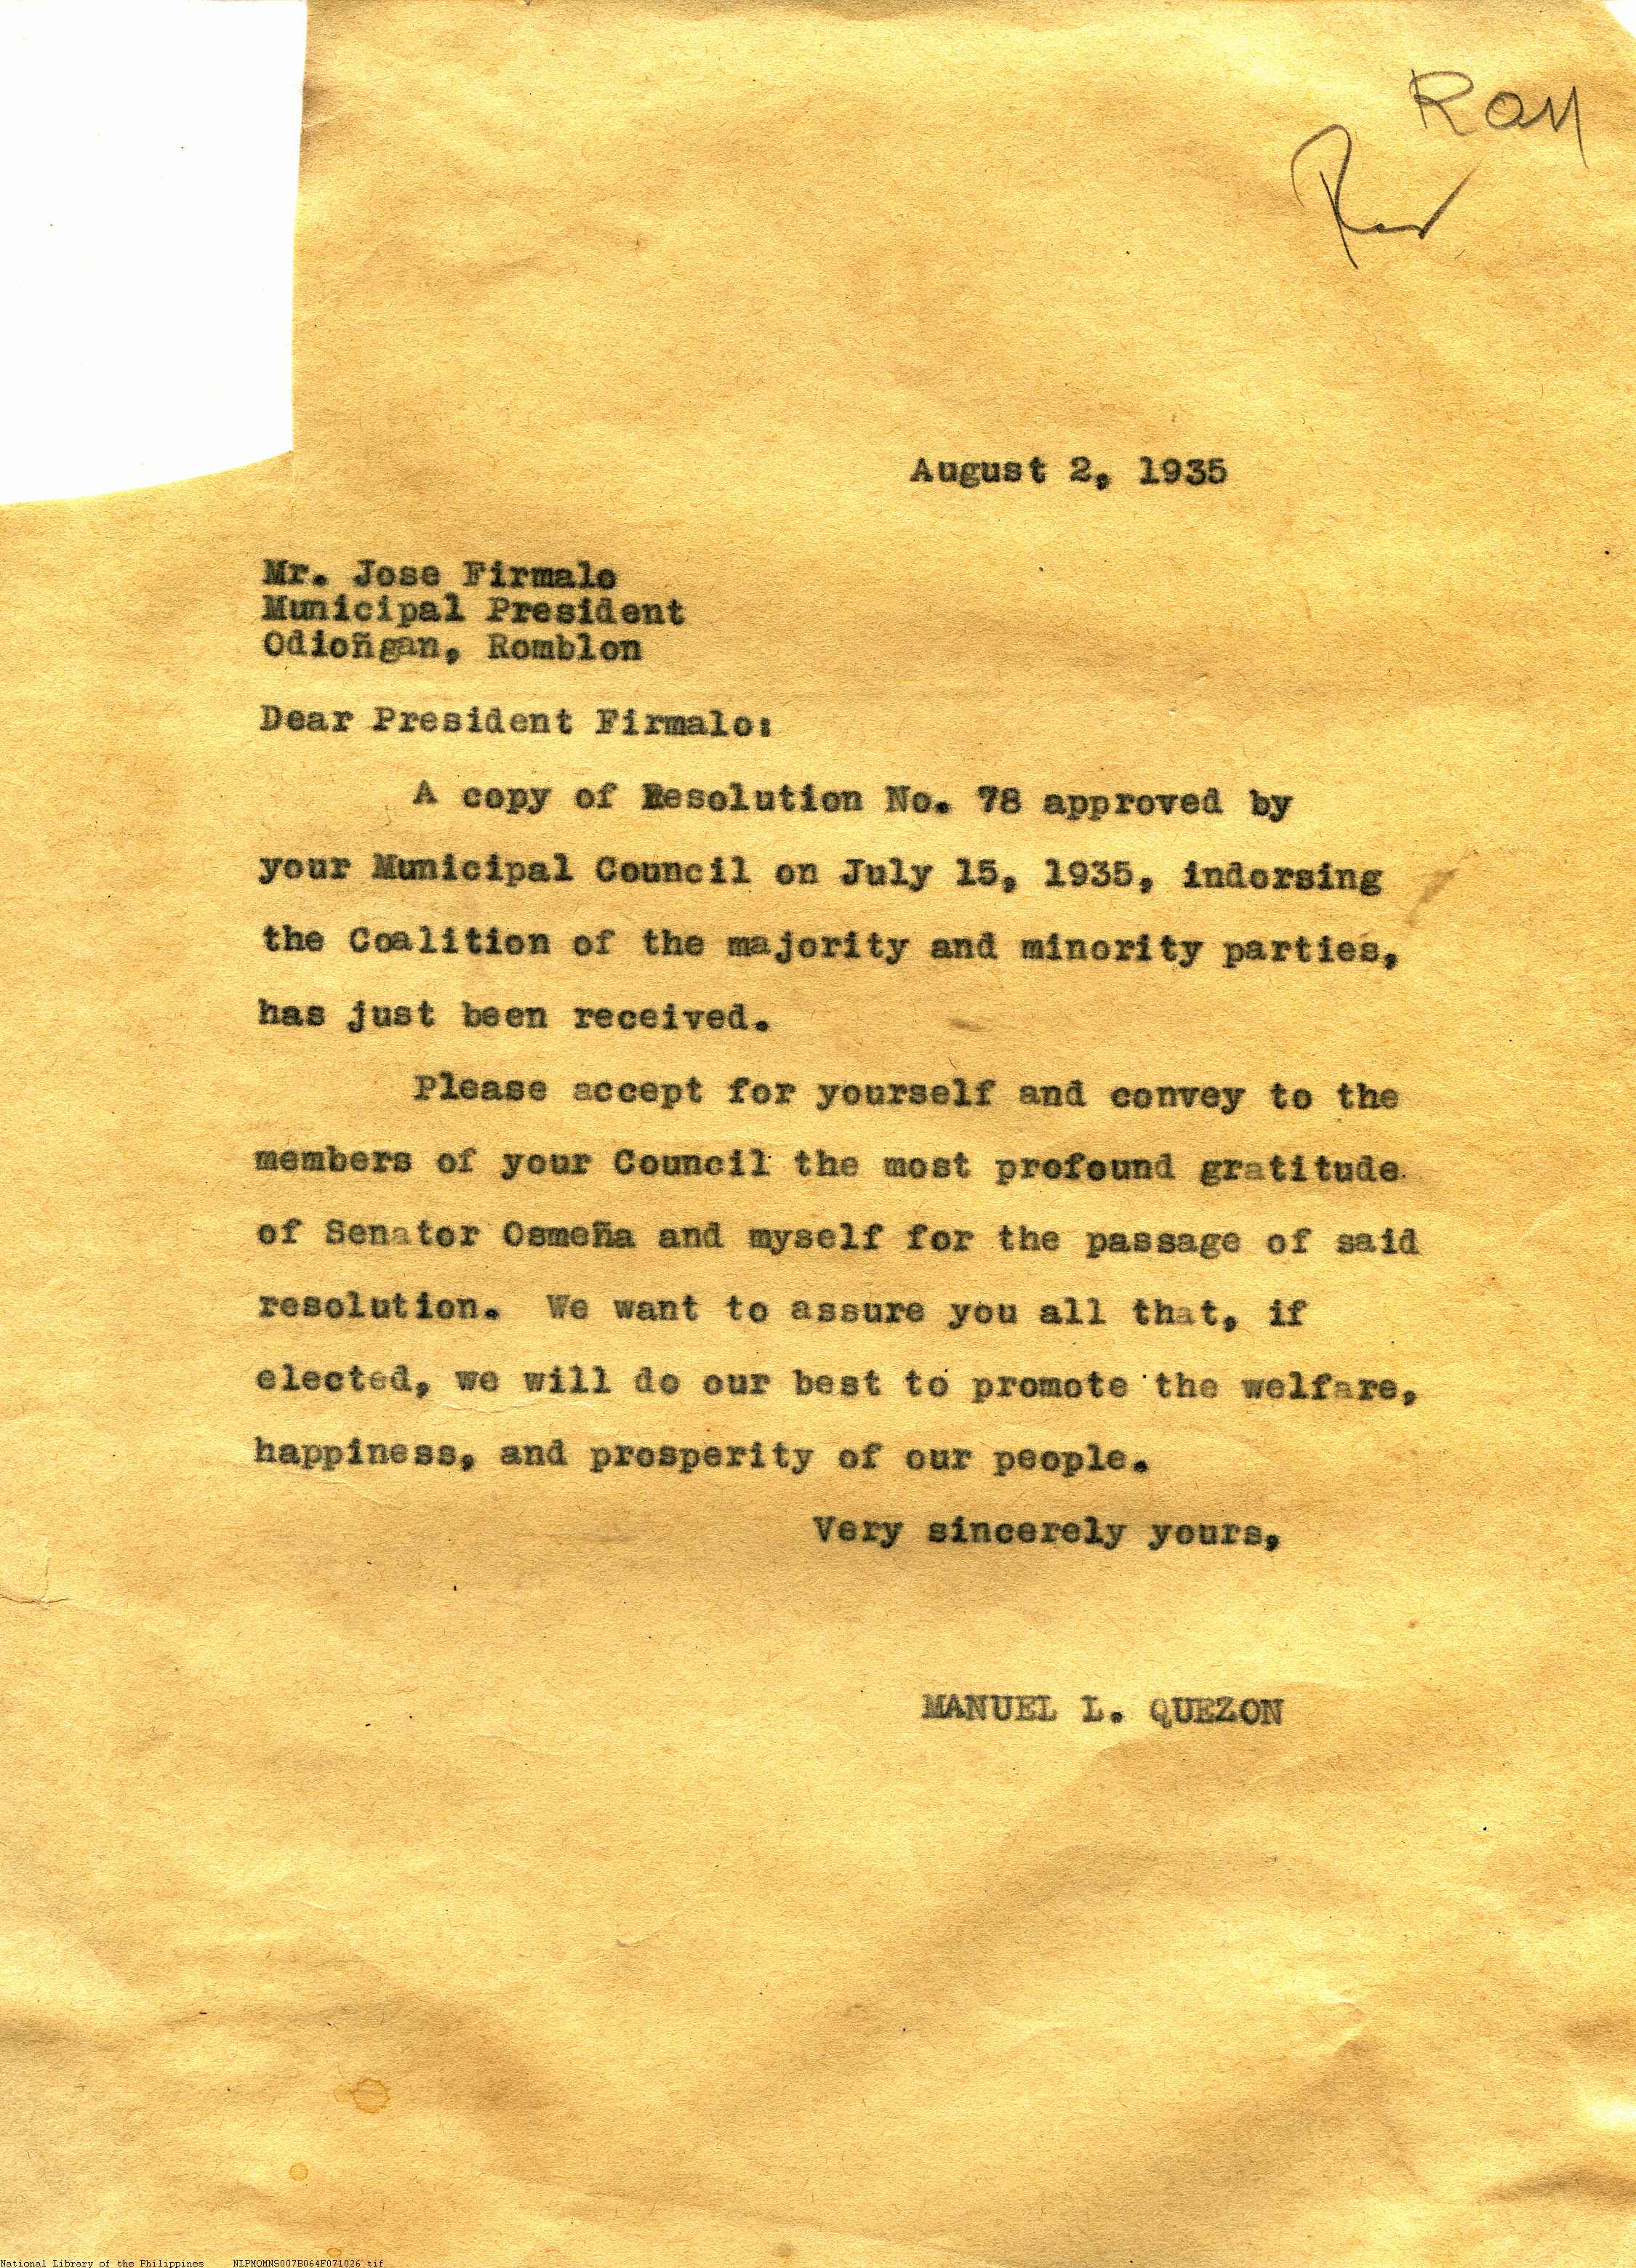 Roy
August 2, 1935
Mr. Jose Firmalo
Municipal President
Odioñgan, Romblon
Dear President Firmalo:
A copy of Resolution No. 78 approved by
your Municipal Council on July 15, 1935, indorsing
the Coalition of the majority and minority parties,
has just been received.
Please accept for yourself and convey to the
members of your Council the most profound gratitude
of Senator Osmeña and myself for the passage of said
resolution. We want to assure you all that, if
elected, we will do our best to promote the welfare,
happiness, and prosperity of our people.
Very sincerely yours,
MANUEL L. QUEZON
National Library of the Philippines NLPMQMNS007B064F071026.tif